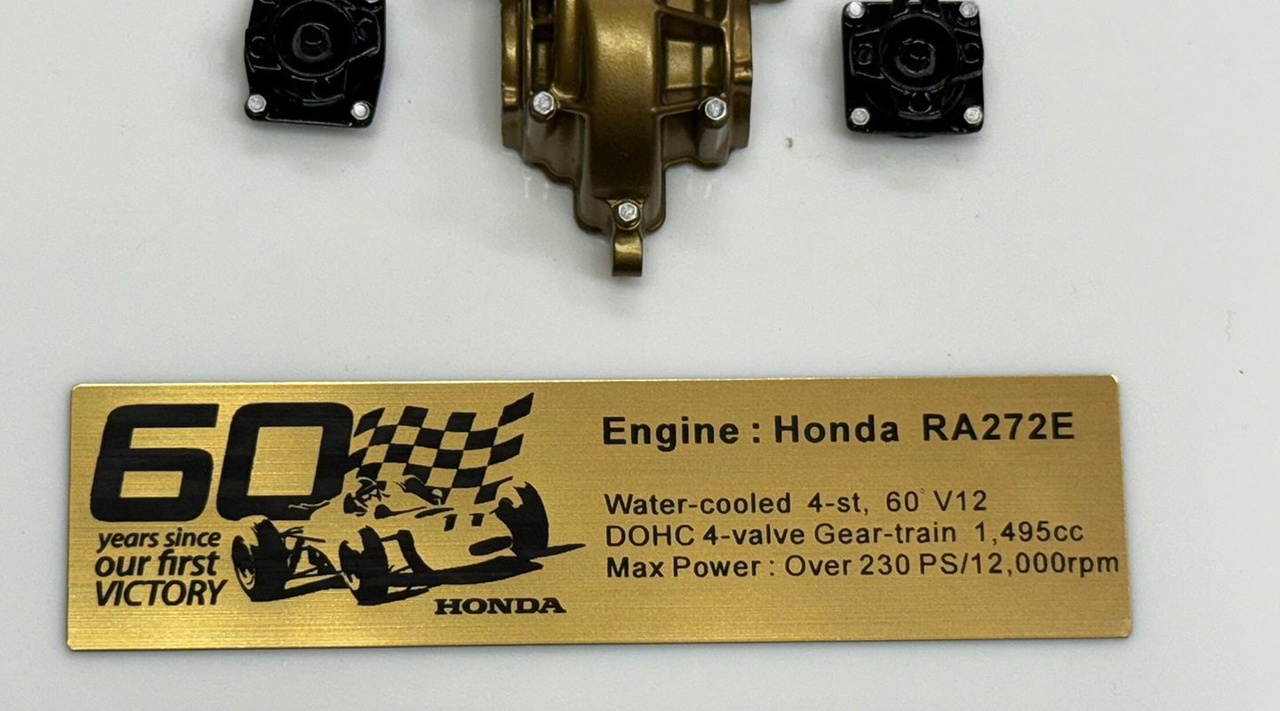 60
years since
our first
VICTORY
HONDA
Engine : Honda RA272E
Water-cooled 4-st, 60° V12
DOHC 4-valve Gear-train 1,495cc
Max Power : Over 230 PS/12,000rpm